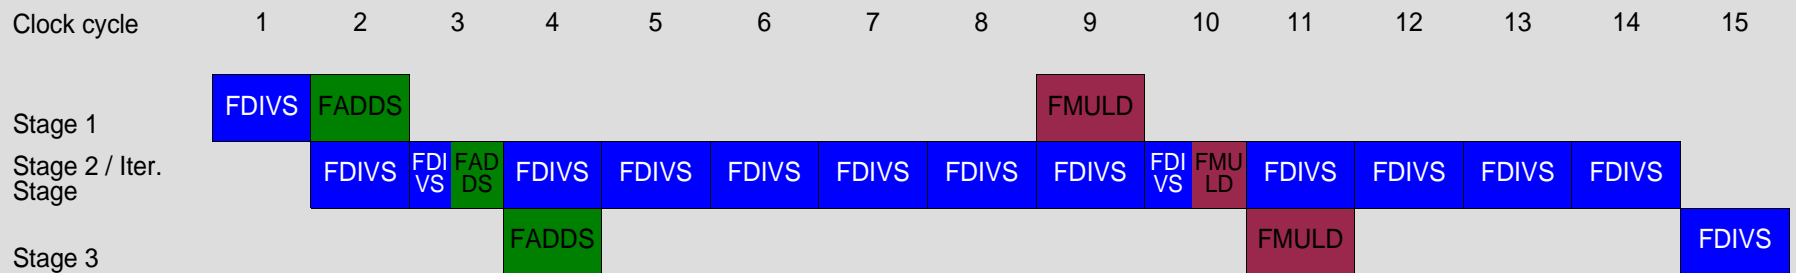 Clock cycle 1 2 3 4 5 6 7 8 9 10 11 12 13 14 15
Stage 1 FDIVS FADDS FMULD
Stage 2 / Iter. Stage FDIVS FDI VS FAD DS FDIVS FDIVS FDIVS FDIVS FDIVS FDIVS FDI VS FMU LD FDIVS FDIVS FDIVS FDIVS
Stage 3 FADDS FMULD FDIVS